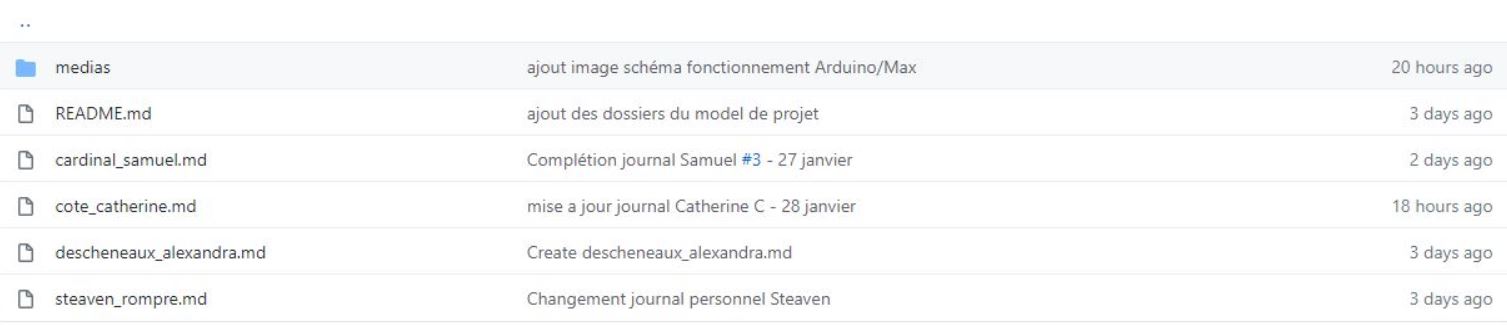 ..
medias ajout image schéma fonctionnement Arduino/Max 20 hours ago
README.md ajout des dossiers du model de projet 3 days ago
cardinal_samuel.md Complétion journal Samuel #3 - 27 janvier 2 days ago
cote_catherine.md mise a jour journal Catherine C - 28 janvier 18 hours ago
descheneaux_alexandra.md Create descheneaux_alexandra.md 3 days ago
steaven_rompre.md Changement journal personnel Steaven 3 days ago